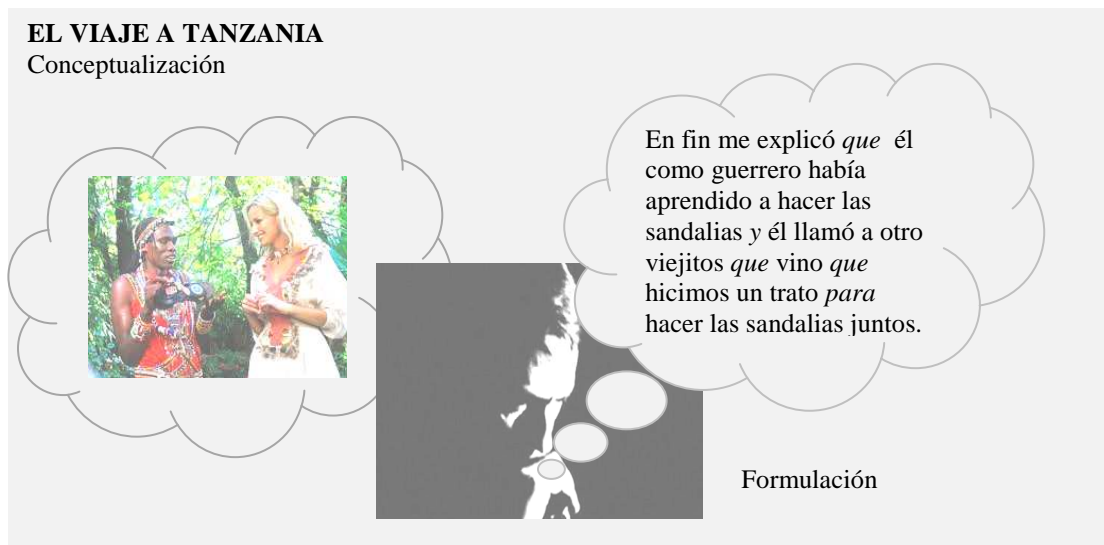 EL VIAJE A TANZANIA
Conceptualización
En fin me explicó que él
como guerrero había
aprendido a hacer las
sandalias y él llamó a otro
viejitos que vino que
hicimos un trato para
hacer las sandalias juntos.
Formulación